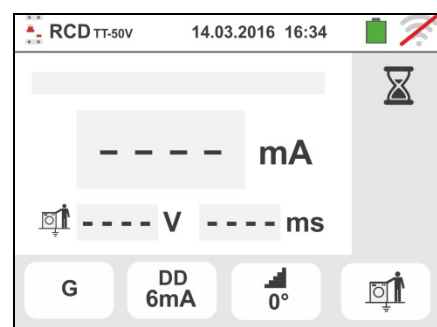 RCD TT-50V 14.03.2016 16:34
- - - - mA
- - - - V - - - - ms
G DD 0°
6mA